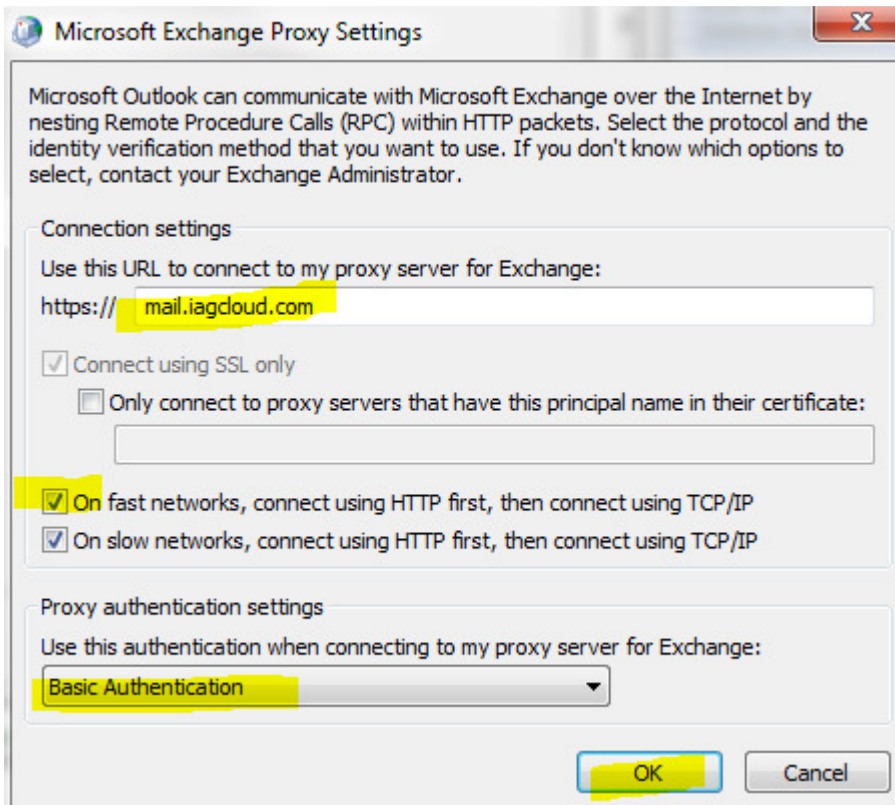 Microsoft Exchange Proxy Settings
Microsoft Outlook can communicate with Microsoft Exchange over the Internet by
nesting Remote Procedure Calls (RPC) within HTTP packets. Select the protocol and the
identity verification method that you want to use. If you don't know which options to
select, contact your Exchange Administrator.
Connection settings
Use this URL to connect to my proxy server for Exchange:
https:// mail.iagcloud.com
Connect using SSL only
Only connect to proxy servers that have this principal name in their certificate:
On fast networks, connect using HTTP first, then connect using TCP/IP
On slow networks, connect using HTTP first, then connect using TCP/IP
Proxy authentication settings
Use this authentication when connecting to my proxy server for Exchange:
Basic Authentication
OK Cancel